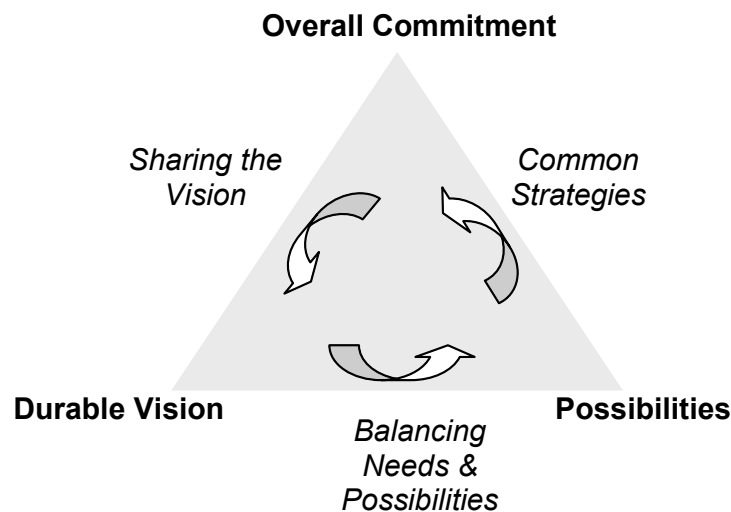 Overall Commitment
Sharing the
Vision
Common
Strategies
Durable Vision
Possibilities
Balancing
Needs &
Possibilities